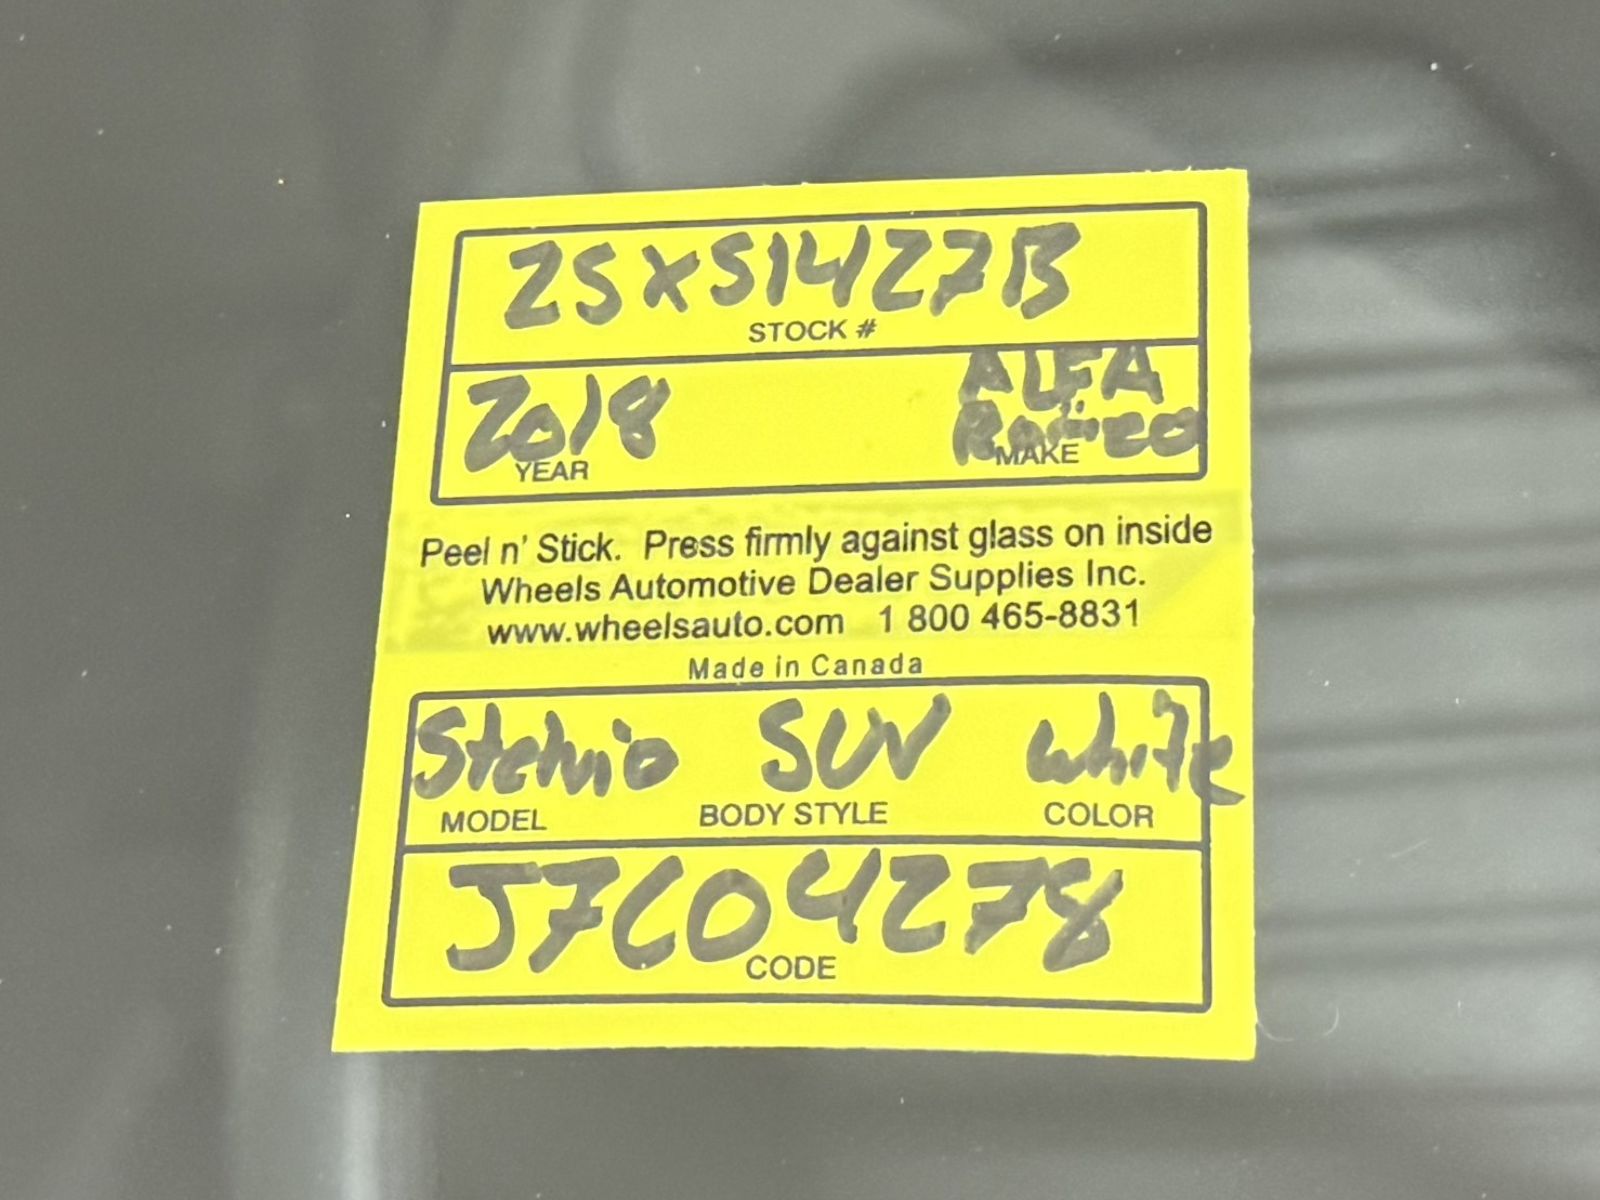 25XS1427B
STOCK #
2018 ALFA
Romeo
YEAR MAKE
Peel n' Stick. Press firmly against glass on inside
Wheels Automotive Dealer Supplies Inc.
www.wheelsauto.com 1 800 465-8831
Made in Canada
Stelvio SUV white
MODEL BODY STYLE COLOR
J7C04278
CODE